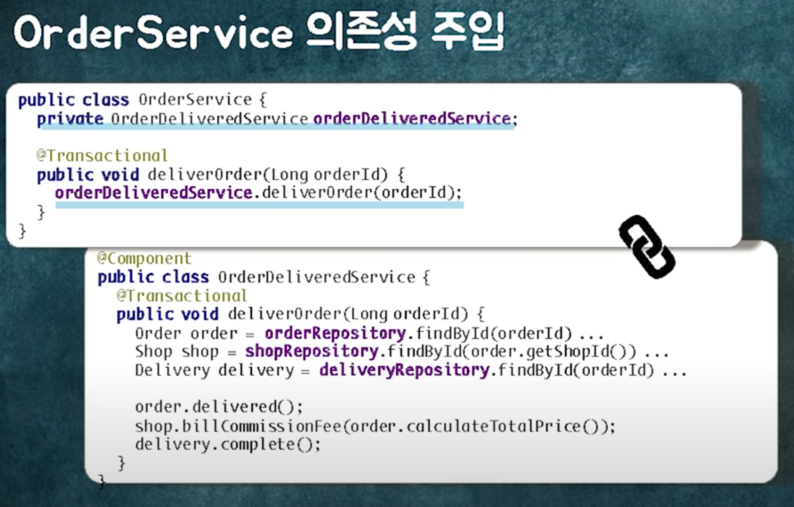 OrderService 의존성 주입
public class OrderService {
private OrderDeliveredService orderDeliveredService;
@Transactional
public void deliverOrder(Long orderId) {
orderDeliveredService.deliverOrder(orderId);
}
}
@Component
public class OrderDeliveredService {
@Transactional
public void deliverOrder(Long orderId) {
Order order = orderRepository.findById(orderId) ...
Shop shop = shopRepository.findById(order.getShopId()) ...
Delivery delivery = deliveryRepository.findById(orderId) ...
order.delivered();
shop.billCommissionFee(order.calculateTotalPrice());
delivery.complete();
}
}